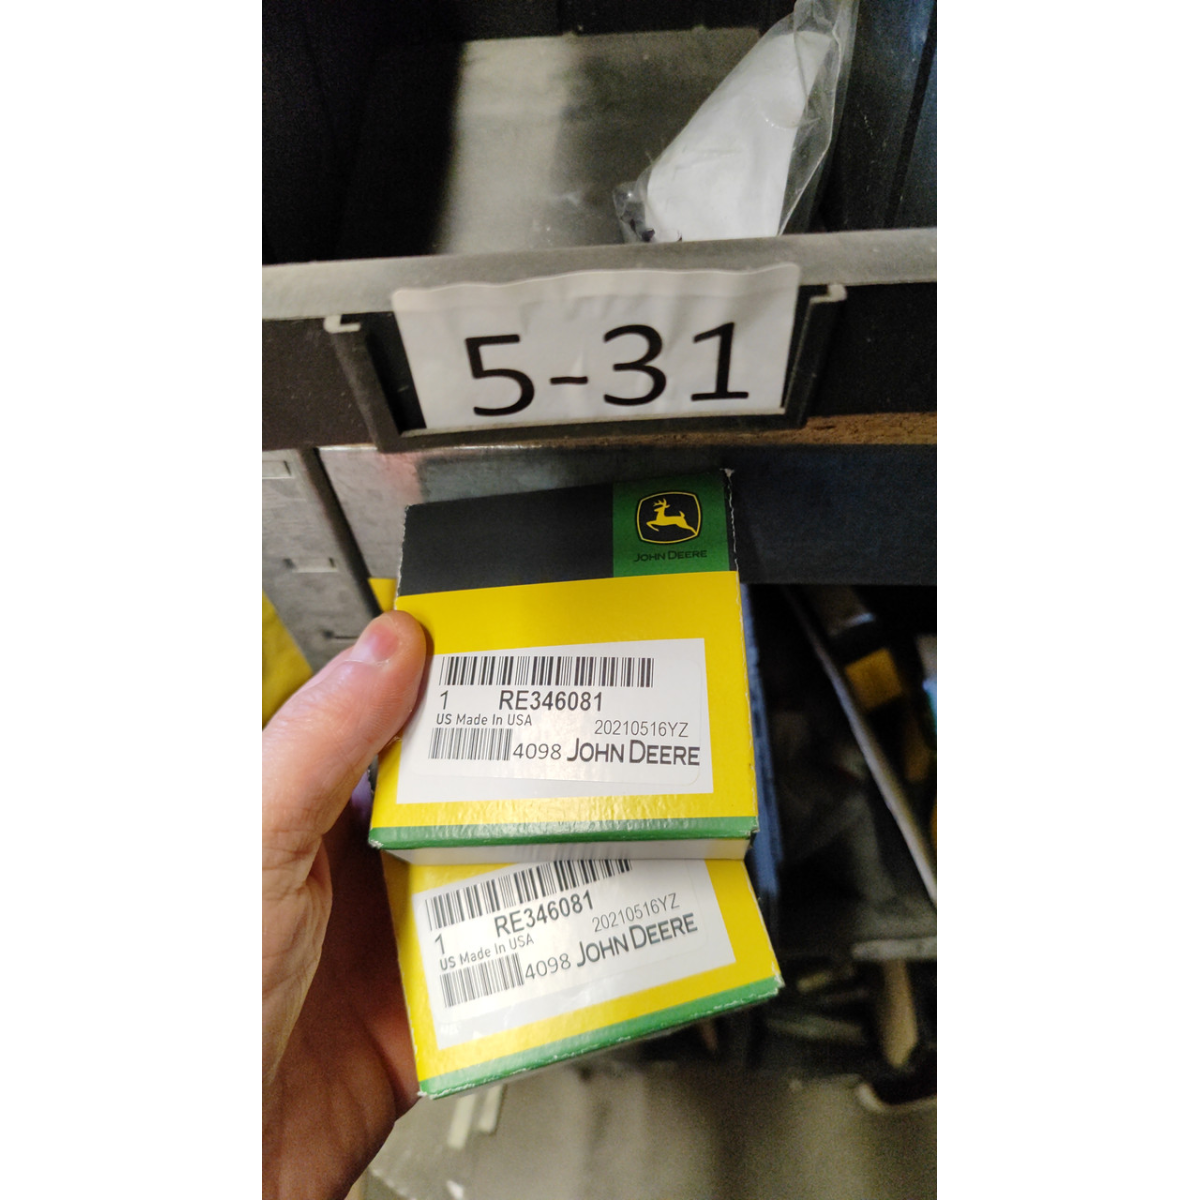 5-31
JOHN DEERE
1 RE346081
US Made In USA 20210516YZ
4098 JOHN DEERE
1 RE346081
US Made In USA 20210516YZ
4098 JOHN DEERE